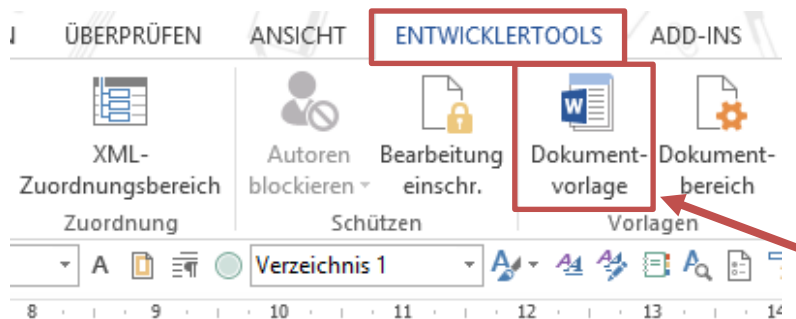 ÜBERPRÜFEN ANSICHT ENTWICKLERTOOLS ADD-INS
XML-
Zuordnungsbereich
Autoren
blockieren
Bearbeitung
einschr.
Dokument-
vorlage
Dokument-
bereich
Zuordnung Schützen Vorlagen
A Verzeichnis 1
8 9 10 11 12 13 14